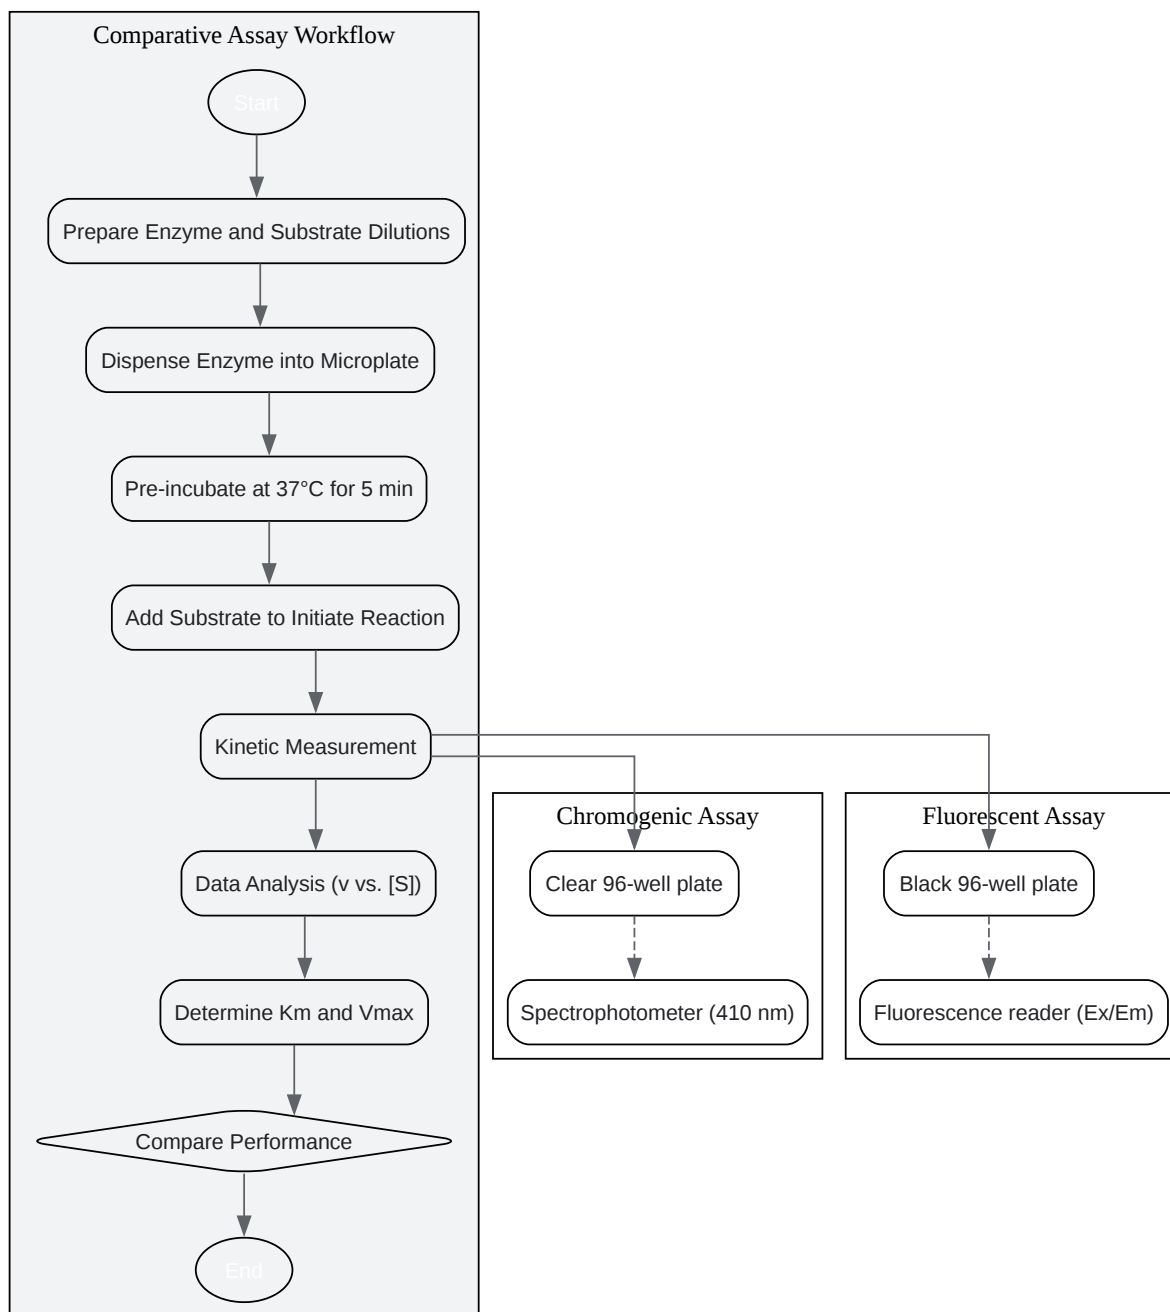 Comparative Assay Workflow
Start
Prepare Enzyme and Substrate Dilutions
Dispense Enzyme into Microplate
Pre-incubate at 37°C for 5 min
Add Substrate to Initiate Reaction
Kinetic Measurement
Chromogenic Assay
Fluorescent Assay
Data Analysis (v vs. [S])
Clear 96-well plate
Black 96-well plate
Determine Km and Vmax
Spectrophotometer (410 nm)
Fluorescence reader (Ex/Em)
Compare Performance
End